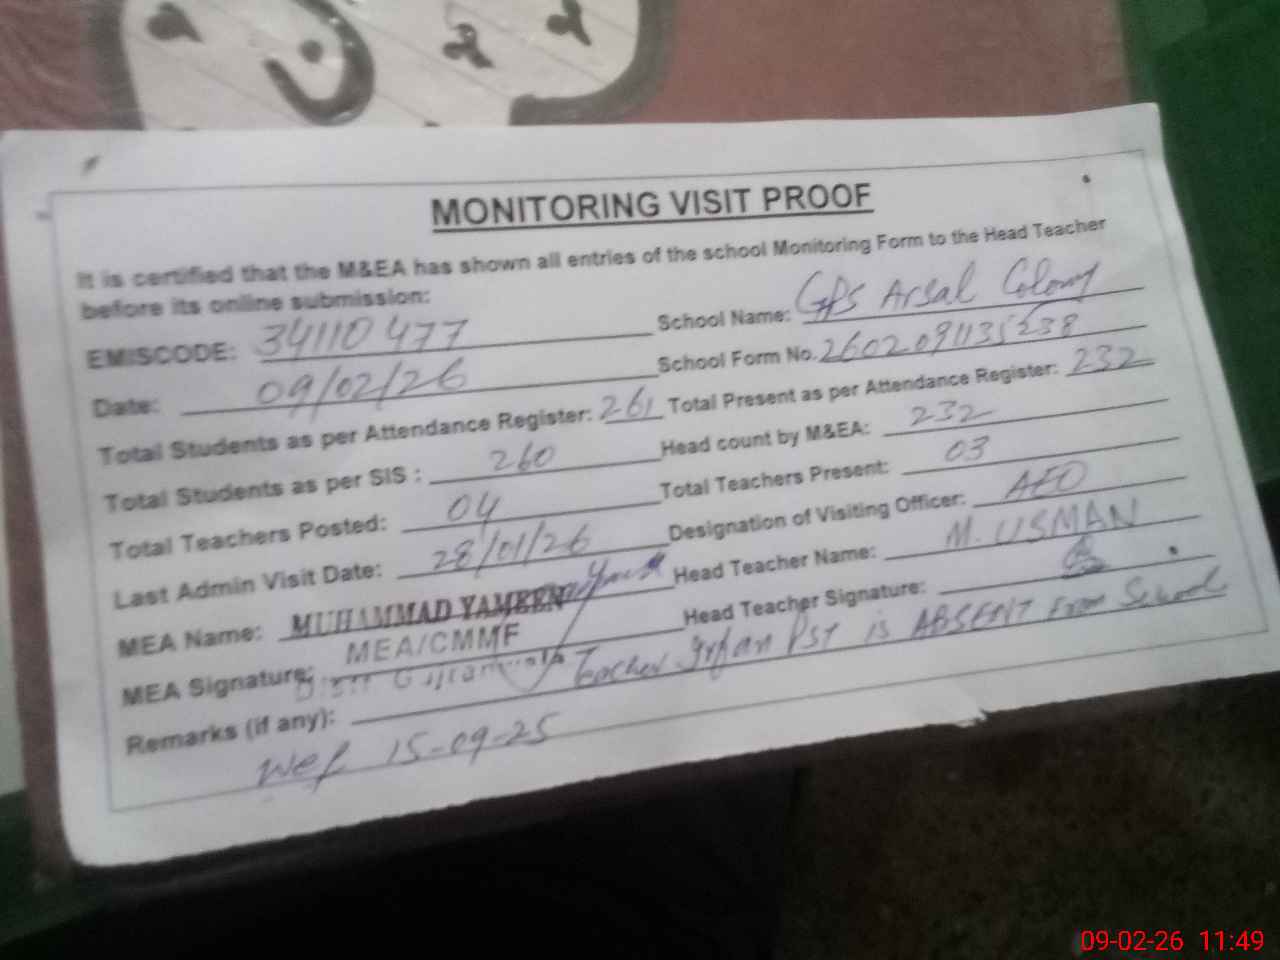 MONITORING VISIT PROOF
It is certified that the M&EA has shown all entries of the school Monitoring Form to the Head Teacher
before its online submission:
EMISCODE: 34110477 School Name: GPS Arsal Colony
Date: 09/02/26 School Form No. 2602091135238
Total Students as per Attendance Register: 261 Total Present as per Attendance Register: 232
Total Students as per SIS : 260 Head count by M&EA: 232
Total Teachers Posted: 04 Total Teachers Present: 03
Last Admin Visit Date: 28/01/26 Designation of Visiting Officer: AEO
MEA Name: MUHAMMAD YAMEEN Head Teacher Name: M. USMAN
MEA Signature: MEA/CMMF Head Teacher Signature:
Distt Gujranwala
Remarks (if any): Teacher Irfan PST is ABSENT From School
wef 15-09-25
09-02-26 11:49